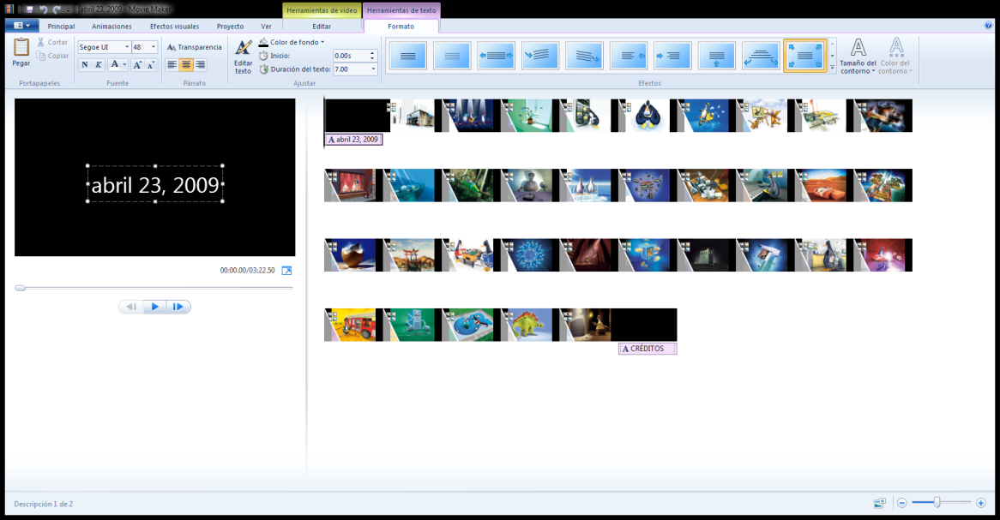 abril 23, 2009 - Movie Maker
Herramientas de video
Herramientas de texto
Principal
Animaciones
Efectos visuales
Proyecto
Ver
Editar
Formato
Pegar
Cortar
Copiar
Portapapeles
Segoe UI
48
N K A A A
Fuente
Transparencia
Párrafo
Editar texto
Color de fondo
Inicio:
0.00s
Duración del texto:
7.00
Ajustar
Efectos
Tamaño del contorno
Color del contorno
abril 23, 2009
00:00.00/03:22.50
A abril 23, 2009
A CRÉDITOS
Descripción 1 de 2